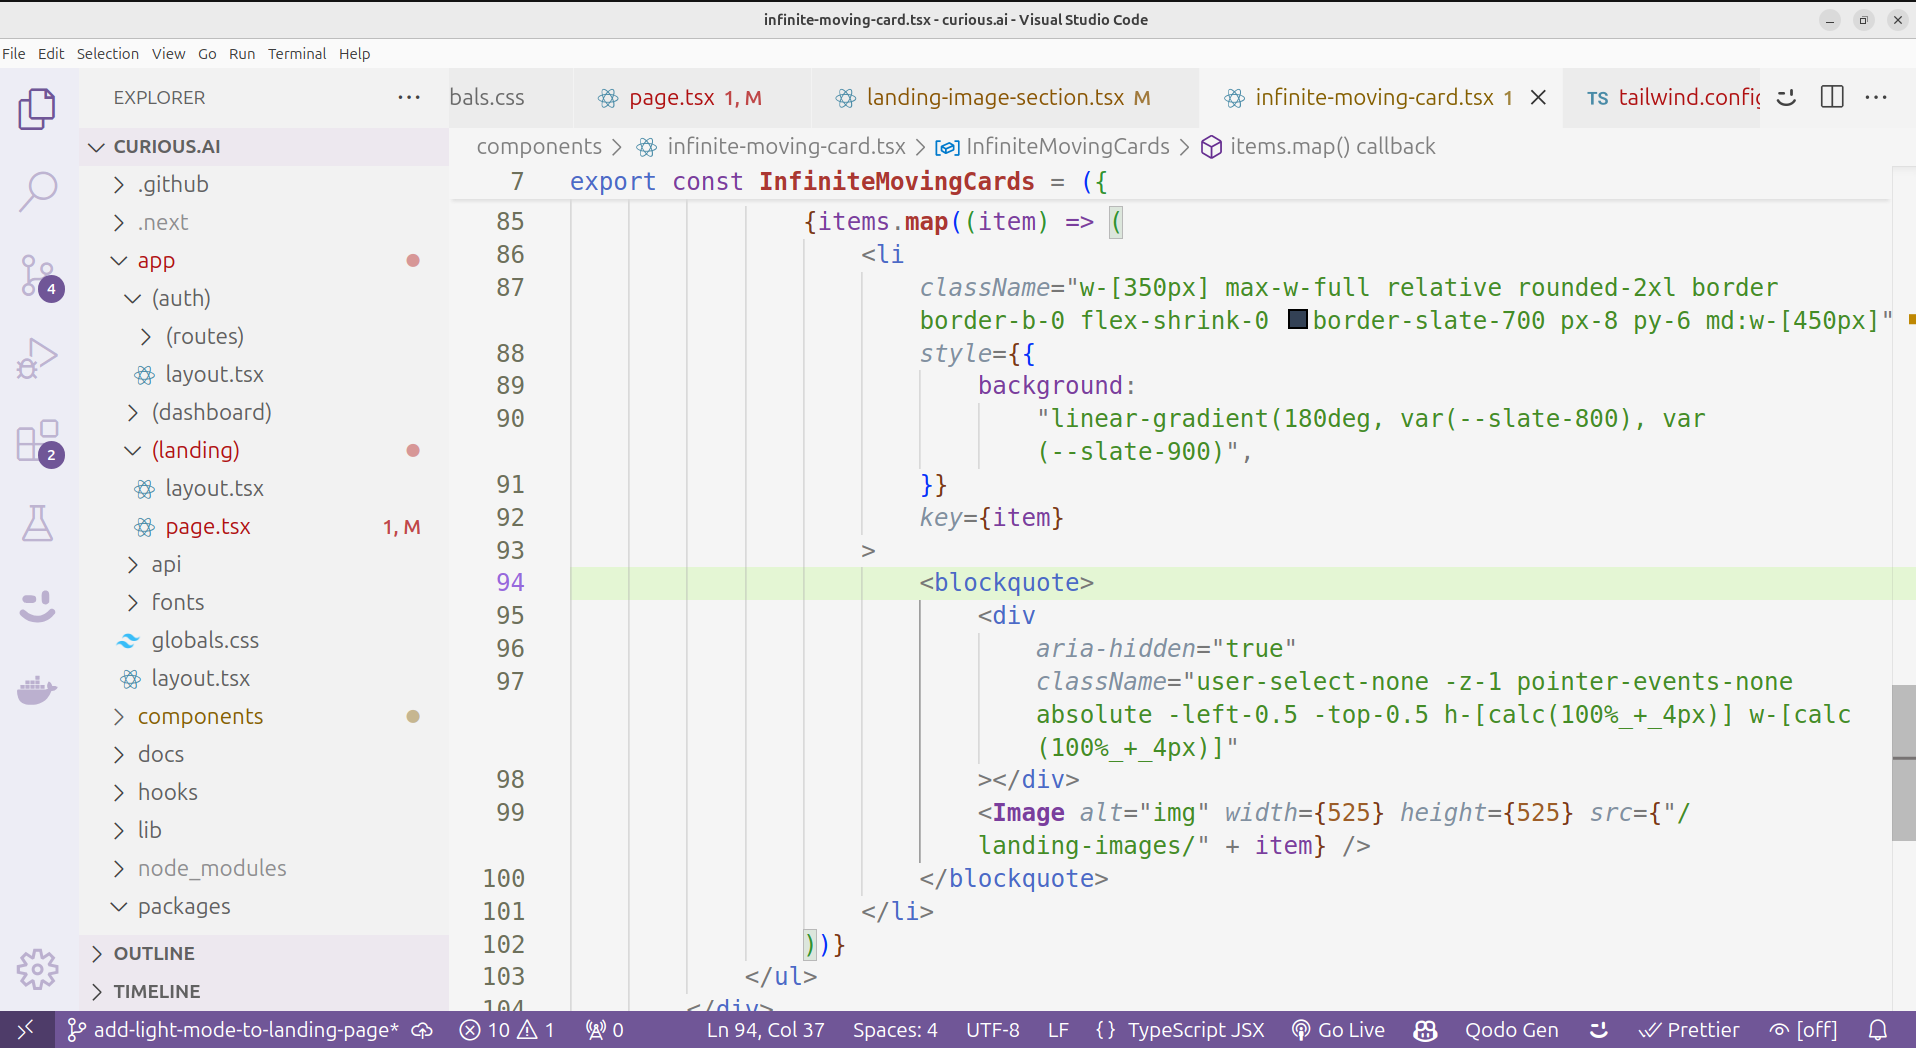 infinite-moving-card.tsx - curious.ai - Visual Studio Code
File Edit Selection View Go Run Terminal Help
EXPLORER
CURIOUS.AI
.github
.next
app
(auth)
(routes)
layout.tsx
(dashboard)
(landing)
layout.tsx
page.tsx 1, M
api
fonts
globals.css
layout.tsx
components
docs
hooks
lib
node_modules
packages
OUTLINE
TIMELINE
4
2
bals.css page.tsx 1, M landing-image-section.tsx M infinite-moving-card.tsx 1 TS tailwind.config
components > infinite-moving-card.tsx > InfiniteMovingCards > items.map() callback
7 export const InfiniteMovingCards = ({
85 {items.map((item) => (
86 <li
87 className="w-[350px] max-w-full relative rounded-2xl border
border-b-0 flex-shrink-0 border-slate-700 px-8 py-6 md:w-[450px]"
88 style={{
89 background:
90 "linear-gradient(180deg, var(--slate-800), var
(--slate-900)",
91 }}
92 key={item}
93 >
94 <blockquote>
95 <div
96 aria-hidden="true"
97 className="user-select-none -z-1 pointer-events-none
absolute -left-0.5 -top-0.5 h-[calc(100%_+_4px)] w-[calc
(100%_+_4px)]"
98 ></div>
99 <Image alt="img" width={525} height={525} src={"/
landing-images/" + item} />
100 </blockquote>
101 </li>
102 ))}
103 </ul>
104 </div>
add-light-mode-to-landing-page* 10 1 0 Ln 94, Col 37 Spaces: 4 UTF-8 LF {} TypeScript JSX Go Live Qodo Gen Prettier [off]